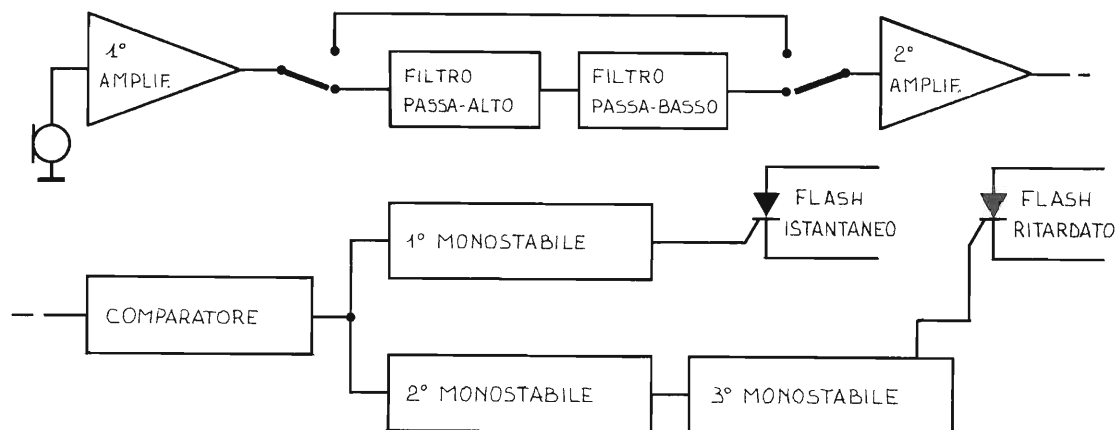 1°
AMPLIF.
FILTRO
PASSA-ALTO
FILTRO
PASSA-BASSO
2°
AMPLIF.
FLASH
ISTANTANEO
FLASH
RITARDATO
1° MONOSTABILE
COMPARATORE
2° MONOSTABILE
3° MONOSTABILE